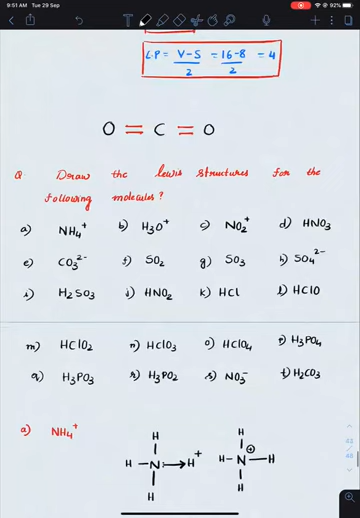 9:51 AM Tue 29 Sep
92%
L.P = V-S/2 = 16-8/2 = 4
O = C = O
Q. Draw the lewis structures for the
following molecules?
a) NH4+ b) H3O+ c) NO2+ d) HNO3
e) CO3^2- f) SO2 g) SO3 h) SO4^2-
i) H2SO3 j) HNO2 k) HCl l) HClO
m) HClO2 n) HClO3 o) HClO4 p) H3PO4
q) H3PO3 r) H3PO2 s) NO3- t) H2CO3
a) NH4+
H H
H - N: → H + H - N ⊕ - H
H H
43
48